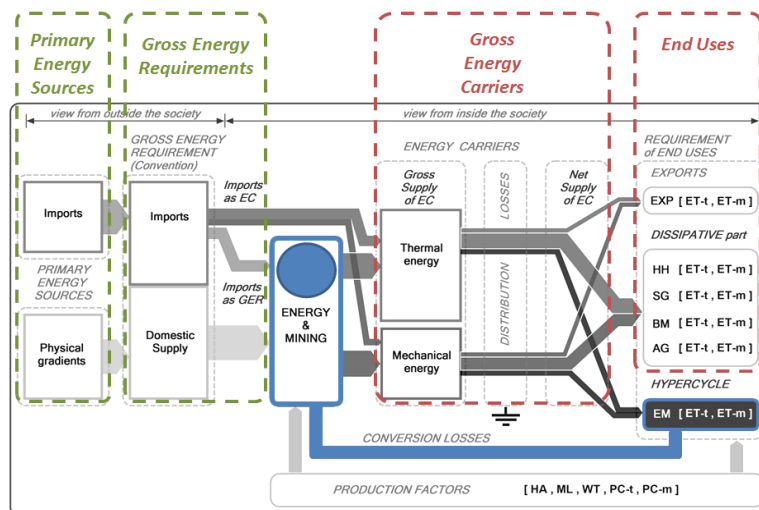 Primary
Energy
Sources
Gross Energy
Requirements
Gross
Energy
Carriers
End Uses
view from outside the society
view from inside the society
GROSS ENERGY
REQUIREMENT
(Convention)
ENERGY CARRIERS
REQUIREMENT
of END USES
Imports
as EC
Gross
Supply
of EC
LOSSES
Net
Supply
of EC
EXPORTS
Imports
Imports
EXP [ ET-t , ET-m ]
Thermal
energy
DISSIPATIVE part
PRIMARY
ENERGY
SOURCES
Imports
as GER
HH [ ET-t , ET-m ]
SG [ ET-t , ET-m ]
BM [ ET-t , ET-m ]
AG [ ET-t , ET-m ]
ENERGY
&
MINING
DISTRIBUTION
Physical
gradients
Domestic
Supply
Mechanical
energy
HYPERCYCLE
EM [ ET-t , ET-m ]
CONVERSION LOSSES
PRODUCTION FACTORS [ HA , ML , WT , PC-t , PC-m ]